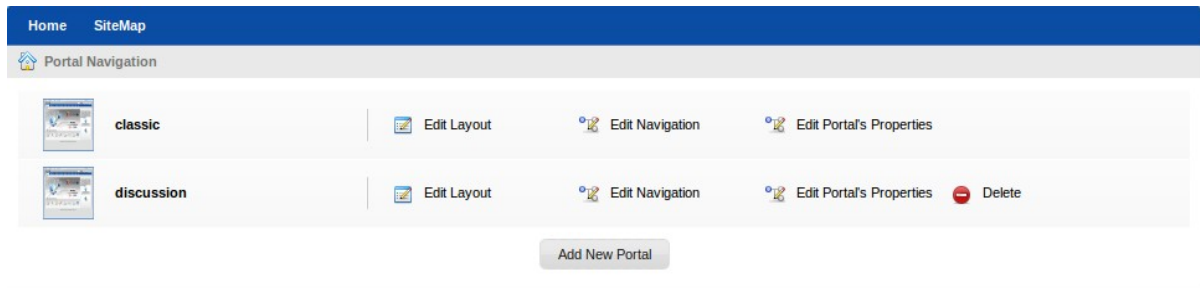 Home SiteMap
Portal Navigation
classic Edit Layout Edit Navigation Edit Portal's Properties
discussion Edit Layout Edit Navigation Edit Portal's Properties Delete
Add New Portal